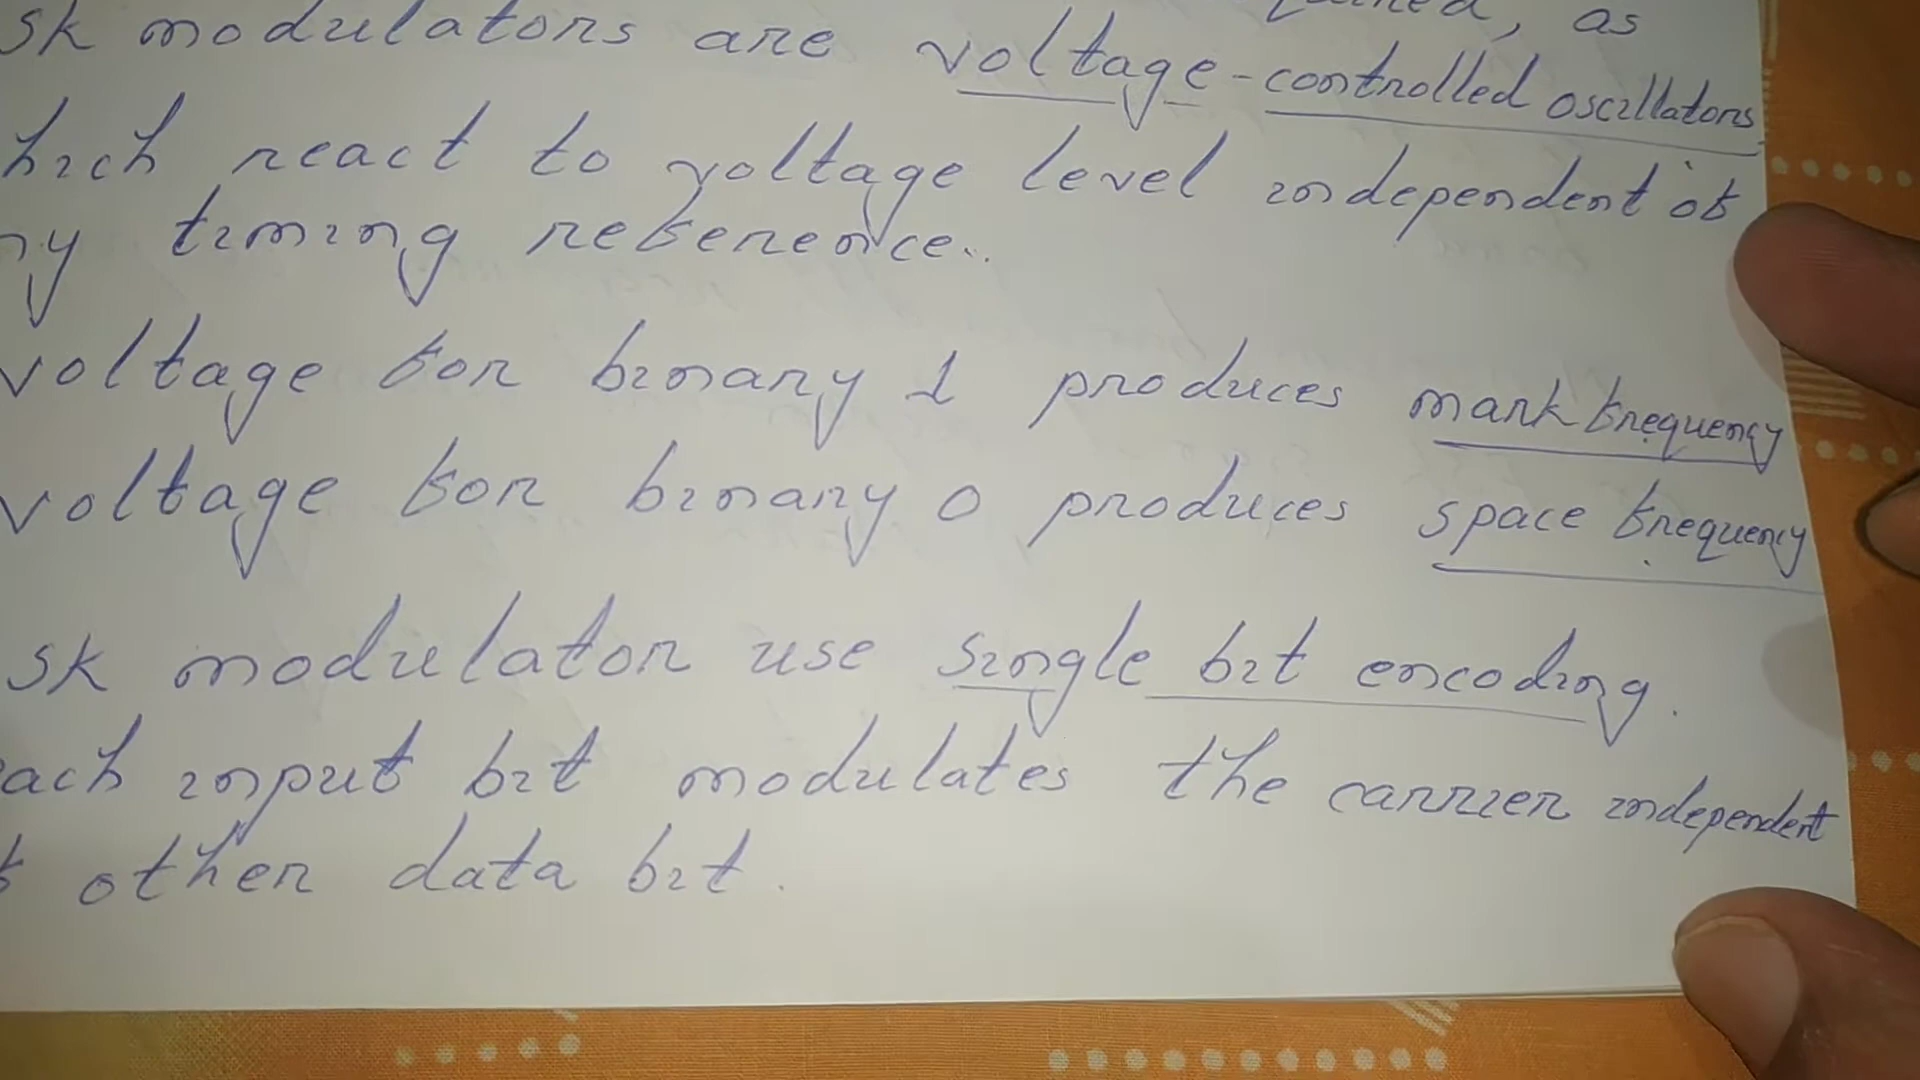 as
sk modulators are voltage-controlled oscillators
hich react to voltage level independent of
ny timing reference..
voltage for binary 1 produces mark frequency
voltage for binary 0 produces space frequency
sk modulator use single bit encoding.
ach input bit modulates the carrier independent
f other data bit.